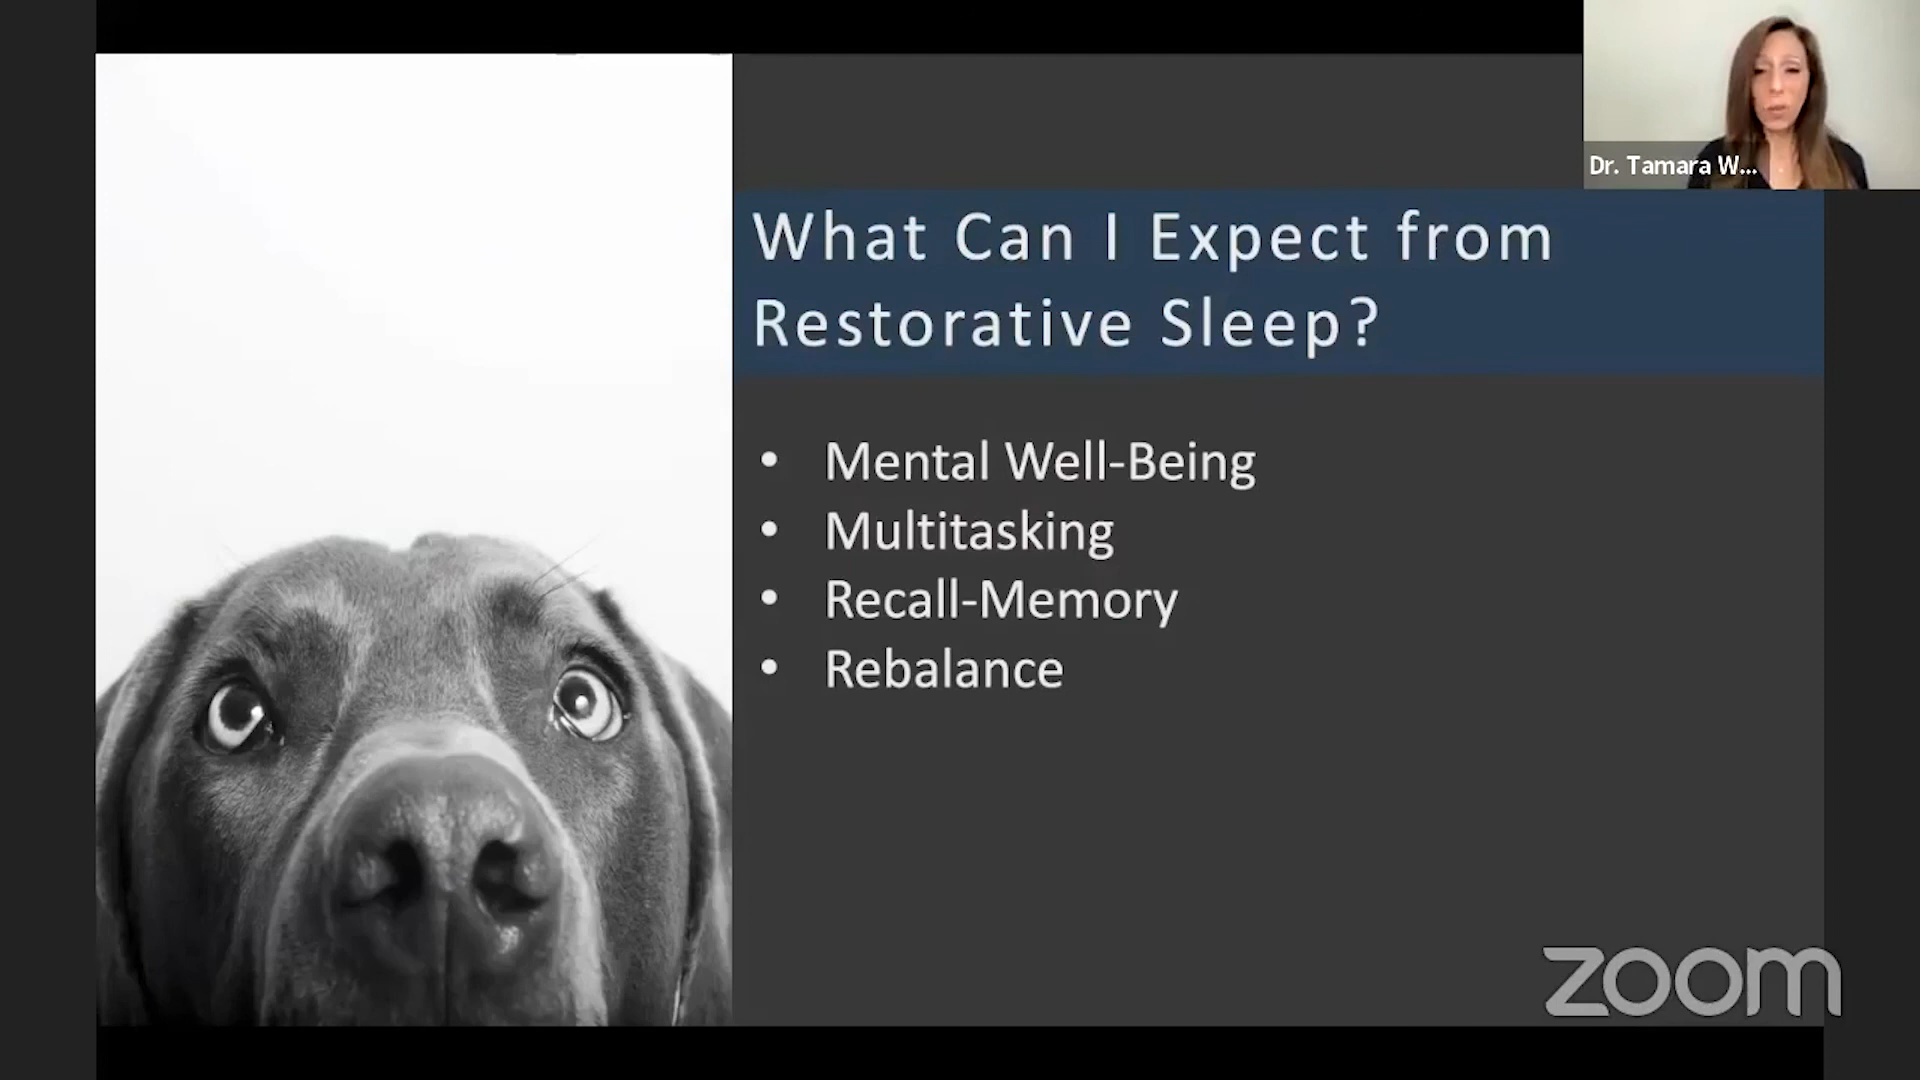 Dr. Tamara W...
What Can I Expect from
Restorative Sleep?
• Mental Well-Being
• Multitasking
• Recall-Memory
• Rebalance
zoom